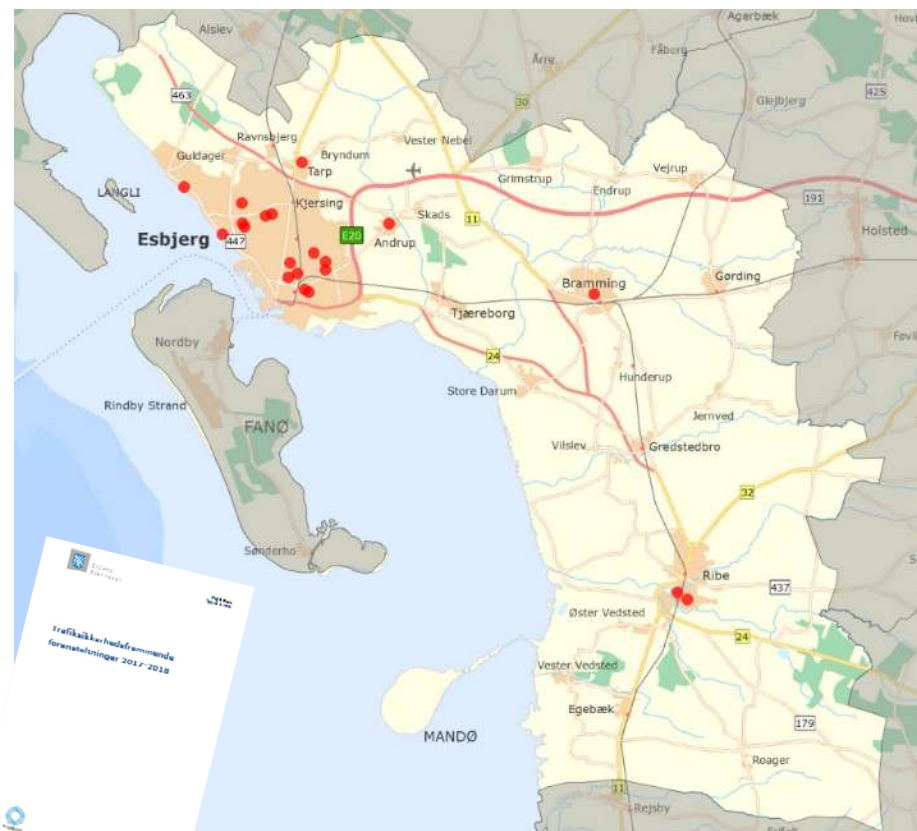 Alslev
Agerbæk
Hov
Årre
Fåborg
463
30
Glejbjerg
425
Ravnsbjerg
Vester Nebel
Guldager
Bryndum
Tarp
Grimstrup
Vejrup
Endrup
LANGLI
Kjersing
Skads
191
11
Esbjerg
447
E20
Andrup
Holsted
Bramming
Gørding
Tjæreborg
Nordby
Føvli
24
Hunderup
Store Darum
Rindby Strand
Jernved
FANØ
Vilslev
Gredstedbro
32
Sønderho
Ribe
437
Øster Vedsted
24
Trafiksikkerhedsfremmende
foranstaltninger 2017-2018
Vester Vedsted
Egebæk
179
MANDØ
Roager
11
Rejsby